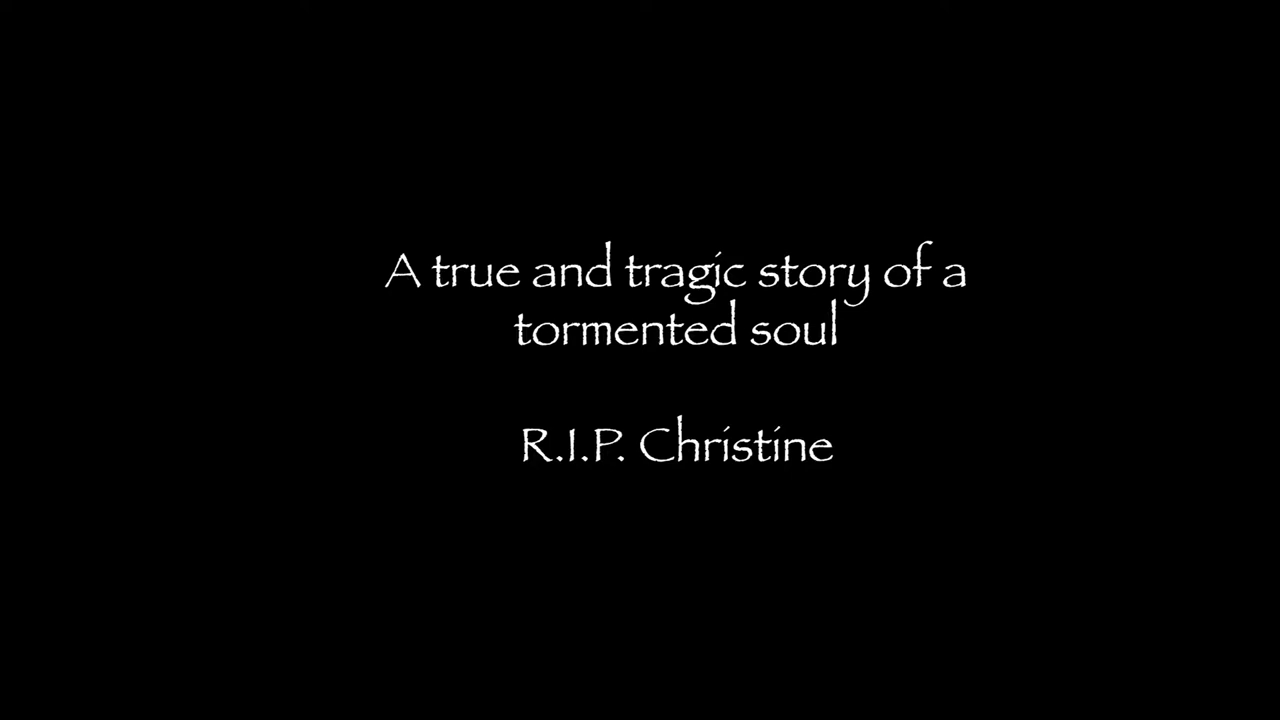 A true and tragic story of a
tormented soul
R.I.P. Christine